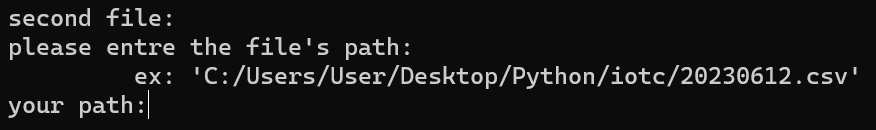 second file:
please entre the file's path:
ex: 'C:/Users/User/Desktop/Python/iotc/20230612.csv'
your path: